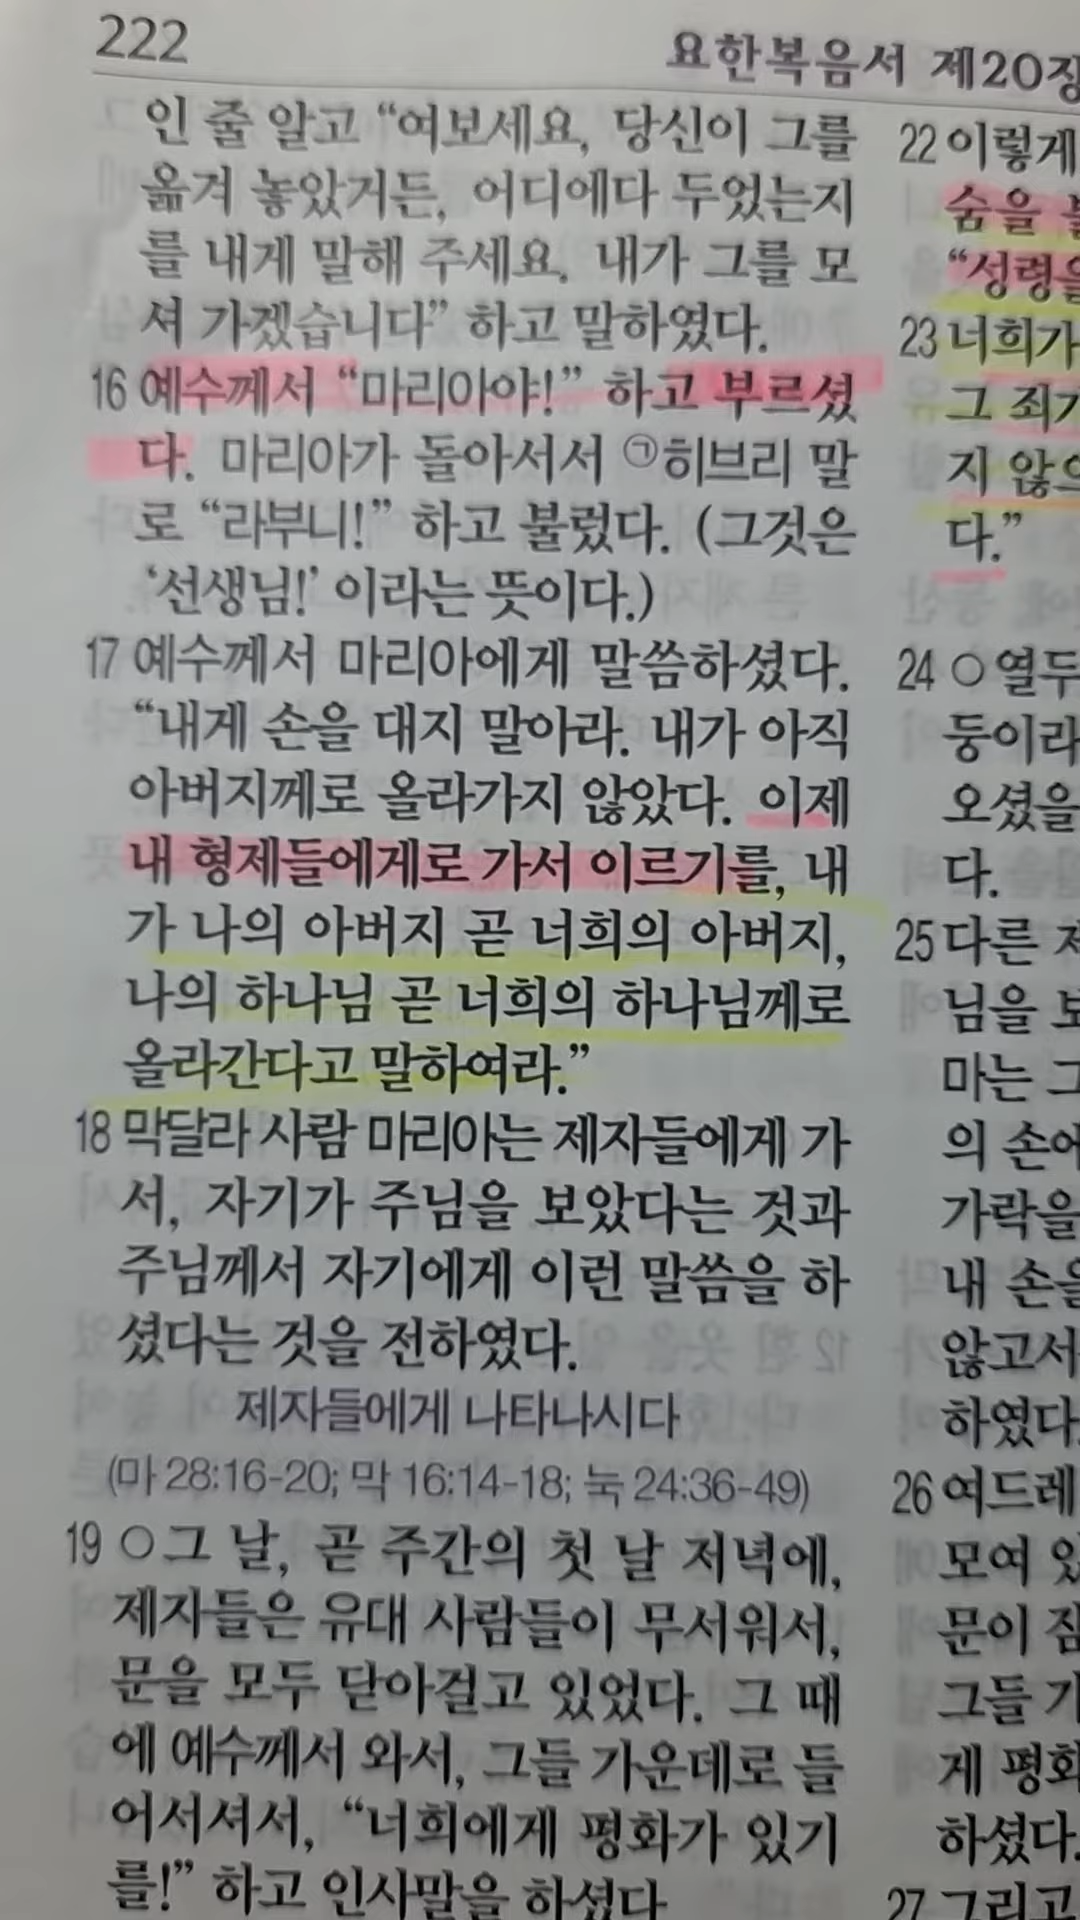 222
요한복음서 제20장
인 줄 알고 “여보세요, 당신이 그를
옮겨 놓았거든, 어디에다 두었는지
를 내게 말해 주세요. 내가 그를 모
셔 가겠습니다” 하고 말하였다.
16 예수께서 “마리아야!” 하고 부르셨
다. 마리아가 돌아서서 ㉠히브리 말
로 “라부니!” 하고 불렀다. (그것은
‘선생님!’ 이라는 뜻이다.)
17 예수께서 마리아에게 말씀하셨다.
“내게 손을 대지 말아라. 내가 아직
아버지께로 올라가지 않았다. 이제
내 형제들에게로 가서 이르기를, 내
가 나의 아버지 곧 너희의 아버지,
나의 하나님 곧 너희의 하나님께로
올라간다고 말하여라.”
18 막달라 사람 마리아는 제자들에게 가
서, 자기가 주님을 보았다는 것과
주님께서 자기에게 이런 말씀을 하
셨다는 것을 전하였다.
제자들에게 나타나시다
(마 28:16-20; 막 16:14-18; 눅 24:36-49)
19 ○그 날, 곧 주간의 첫 날 저녁에,
제자들은 유대 사람들이 무서워서,
문을 모두 닫아걸고 있었다. 그 때
에 예수께서 와서, 그들 가운데로 들
어서셔서, “너희에게 평화가 있기
를!” 하고 인사말을 하셨다
22 이렇게
숨을
“성령을
23 너희가
그 죄가
지 않으
다.”
24 ○열두
둥이라
오셨을
다.
25 다른
님을 보
마는 그
의 손에
가락을
내 손을
않고서
하였다.
26 여드레
모여 있
문이 잠
그들 가
게 평화
하셨다.
27 그리고